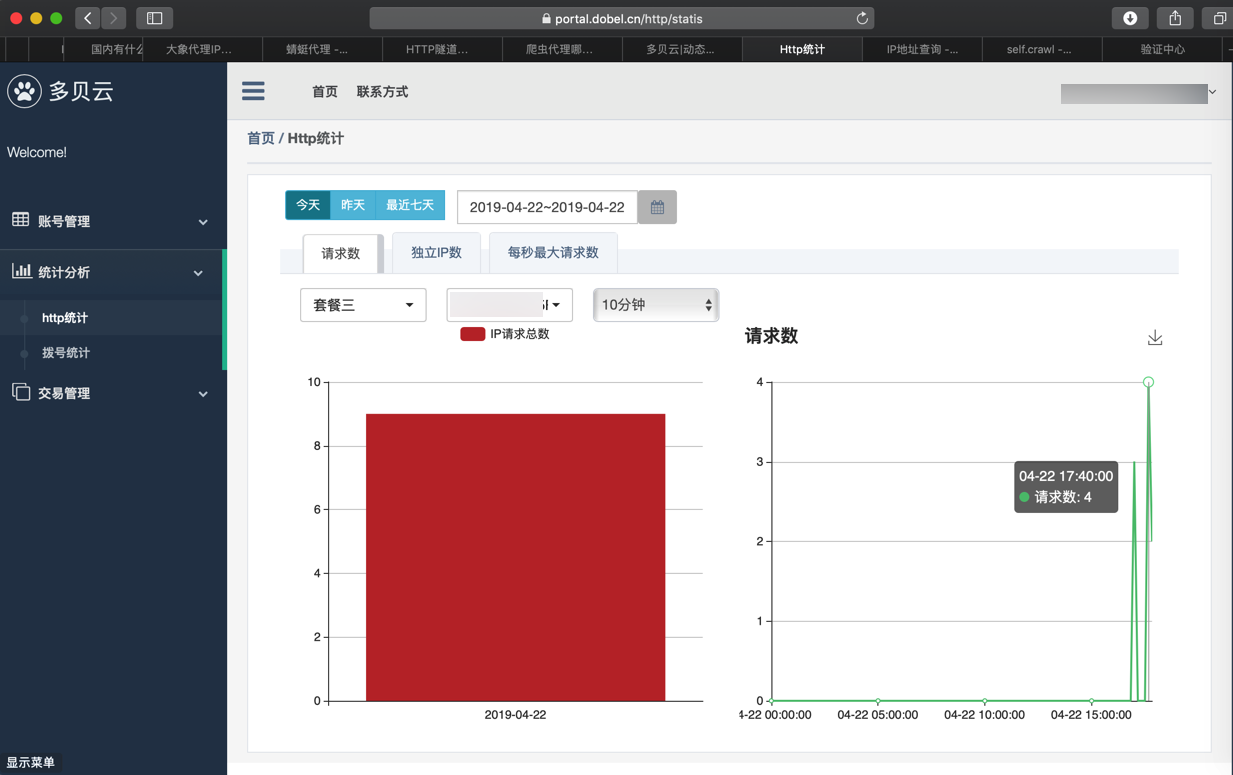 portal.dobel.cn/http/statis
国内有什么
大象代理IP...
蜻蜓代理 -...
HTTP隧道...
爬虫代理哪...
多贝云|动态...
Http统计
IP地址查询 -...
self.crawl -...
验证中心
多贝云
首页 联系方式
首页 / Http统计
Welcome!
账号管理
统计分析
http统计
拨号统计
交易管理
显示菜单
今天 昨天 最近七天
2019-04-22~2019-04-22
请求数 独立IP数 每秒最大请求数
套餐三
10分钟
IP请求总数
请求数
10
8
6
4
2
0
2019-04-22
4
3
2
1
0
04-22 17:40:00
请求数: 4
4-22 00:00:00 04-22 05:00:00 04-22 10:00:00 04-22 15:00:00